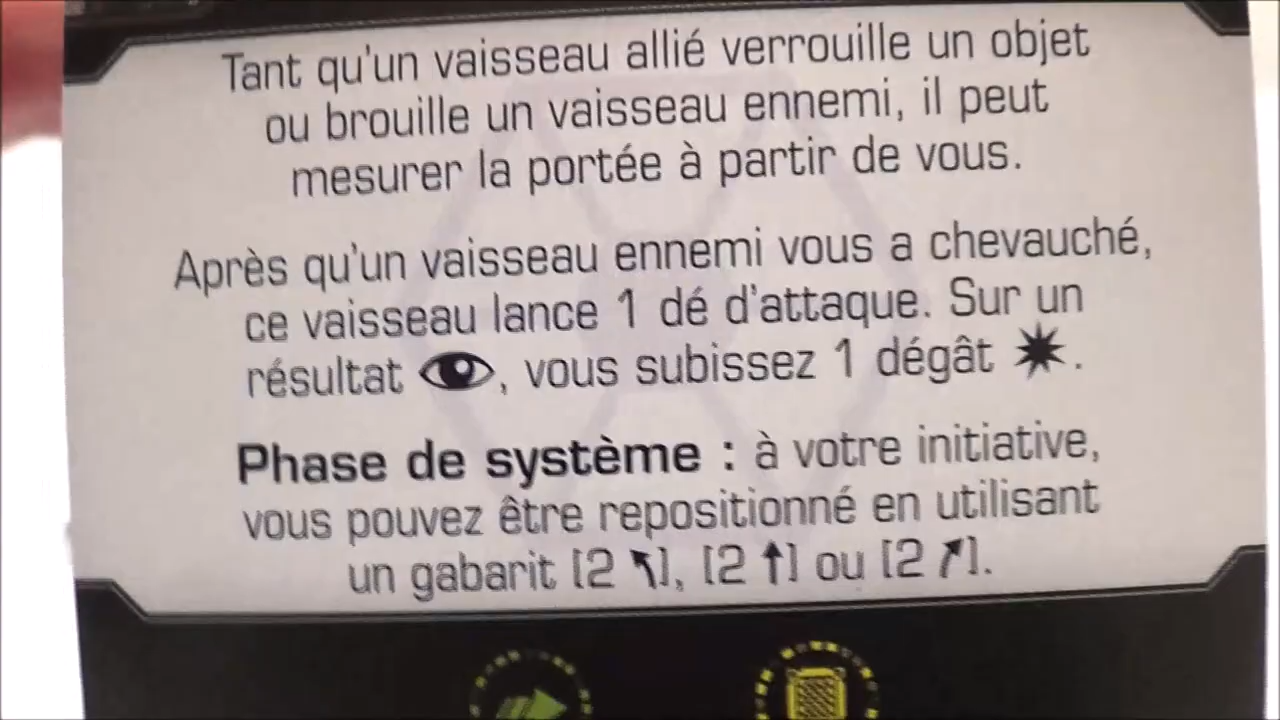 Tant qu'un vaisseau allié verrouille un objet
ou brouille un vaisseau ennemi, il peut
mesurer la portée à partir de vous.
Après qu'un vaisseau ennemi vous a chevauché,
ce vaisseau lance 1 dé d'attaque. Sur un
résultat , vous subissez 1 dégât .
Phase de système : à votre initiative,
vous pouvez être repositionné en utilisant
un gabarit [2 ↖], [2 ↑] ou [2 ↗].